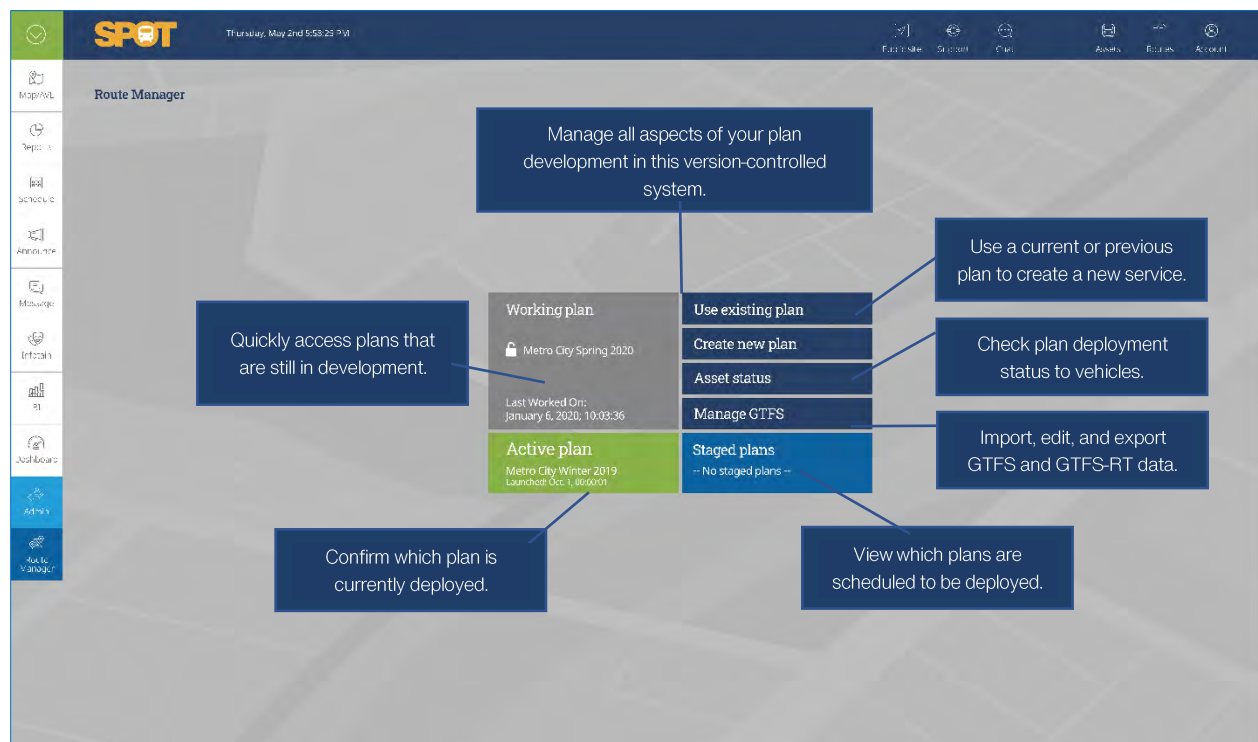 SPOT
Thursday, May 2nd 5:58:25 PM
Public site
Support
Chat
Assets
Routes
Account
Map/AVL
Reports
Schedule
Announce
Message
Infotain
Dashboard
Admin
Route
Manager
Route Manager
Manage all aspects of your plan
development in this version-controlled
system.
Use a current or previous
plan to create a new service.
Quickly access plans that
are still in development.
Working plan
Metro City Spring 2020
Last Worked On:
January 6, 2020; 10:03:36
Use existing plan
Create new plan
Asset status
Manage GTFS
Check plan deployment
status to vehicles.
Import, edit, and export
GTFS and GTFS-RT data.
Active plan
Metro City Winter 2019
Launched: Oct. 1, 00:00:01
Staged plans
-- No staged plans --
Confirm which plan is
currently deployed.
View which plans are
scheduled to be deployed.